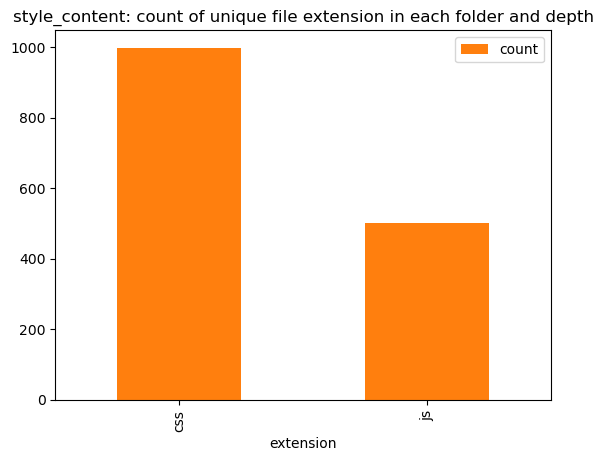 style_content: count of unique file extension in each folder and depth
count
1000
800
600
400
200
0
css
js
extension